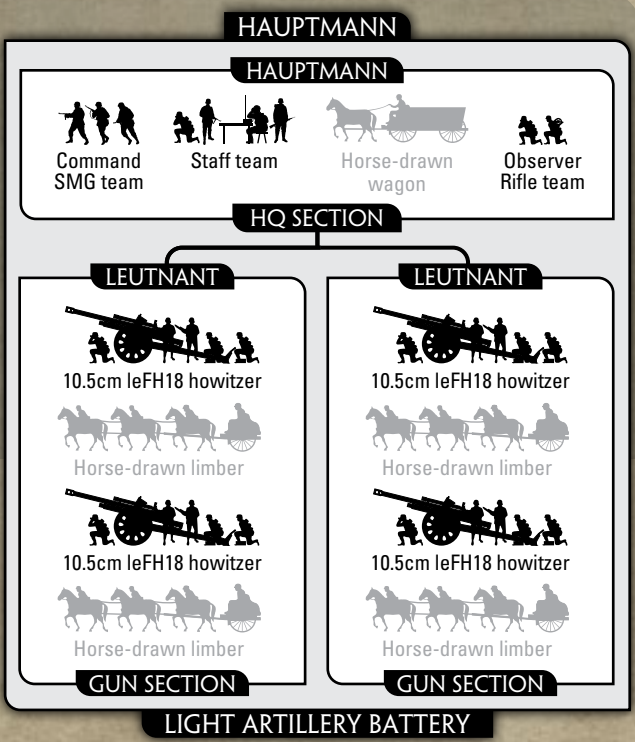 HAUPTMANN
HAUPTMANN
Command
SMG team
Staff team
Horse-drawn
wagon
Observer
Rifle team
HQ SECTION
LEUTNANT
10.5cm leFH18 howitzer
Horse-drawn limber
10.5cm leFH18 howitzer
Horse-drawn limber
GUN SECTION
LEUTNANT
10.5cm leFH18 howitzer
Horse-drawn limber
10.5cm leFH18 howitzer
Horse-drawn limber
GUN SECTION
LIGHT ARTILLERY BATTERY